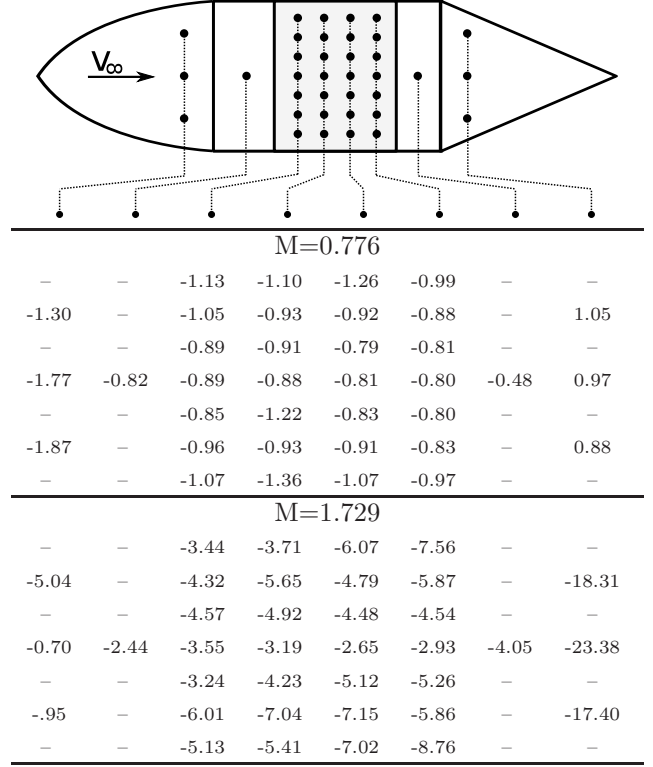 V∞
M=0.776
– – -1.13 -1.10 -1.26 -0.99 – –
-1.30 – -1.05 -0.93 -0.92 -0.88 – 1.05
– – -0.89 -0.91 -0.79 -0.81 – –
-1.77 -0.82 -0.89 -0.88 -0.81 -0.80 -0.48 0.97
– – -0.85 -1.22 -0.83 -0.80 – –
-1.87 – -0.96 -0.93 -0.91 -0.83 – 0.88
– – -1.07 -1.36 -1.07 -0.97 – –
M=1.729
– – -3.44 -3.71 -6.07 -7.56 – –
-5.04 – -4.32 -5.65 -4.79 -5.87 – -18.31
– – -4.57 -4.92 -4.48 -4.54 – –
-0.70 -2.44 -3.55 -3.19 -2.65 -2.93 -4.05 -23.38
– – -3.24 -4.23 -5.12 -5.26 – –
-.95 – -6.01 -7.04 -7.15 -5.86 – -17.40
– – -5.13 -5.41 -7.02 -8.76 – –